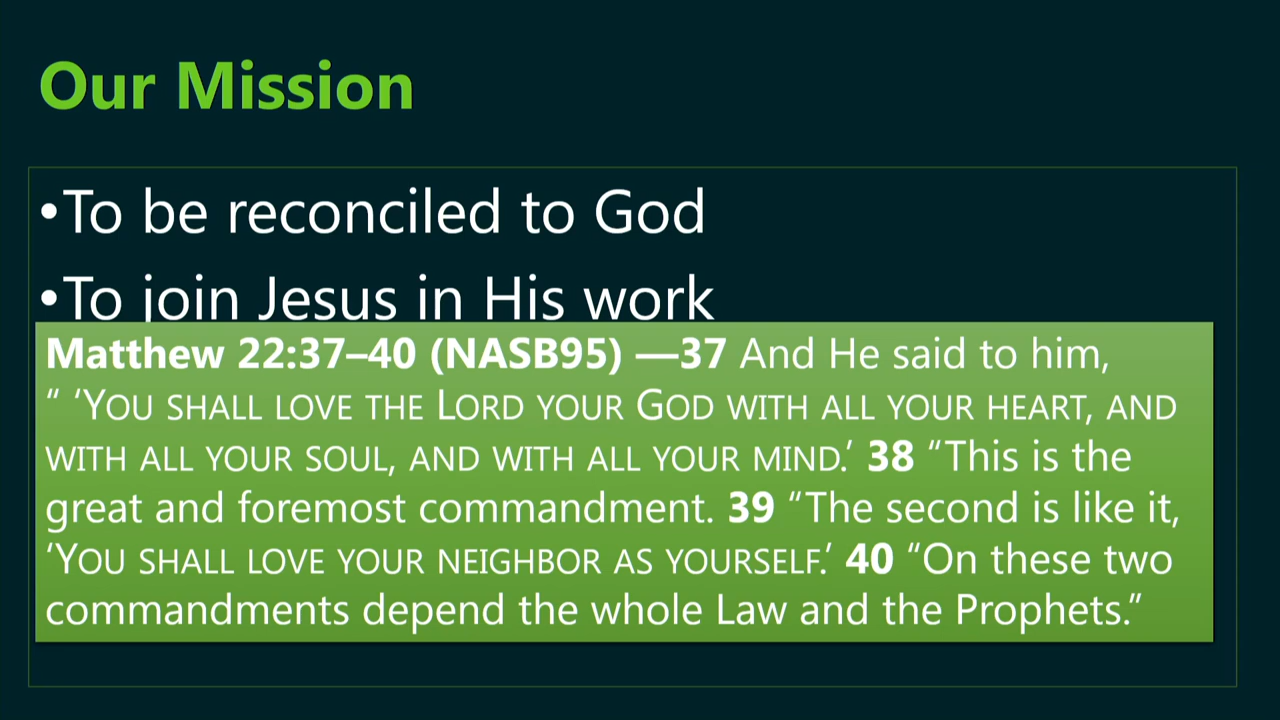 Our Mission
•To be reconciled to God
•To join Jesus in His work
Matthew 22:37–40 (NASB95) —37 And He said to him,
“ ‘YOU SHALL LOVE THE LORD YOUR GOD WITH ALL YOUR HEART, AND
WITH ALL YOUR SOUL, AND WITH ALL YOUR MIND.’ 38 “This is the
great and foremost commandment. 39 “The second is like it,
‘YOU SHALL LOVE YOUR NEIGHBOR AS YOURSELF.’ 40 “On these two
commandments depend the whole Law and the Prophets.”